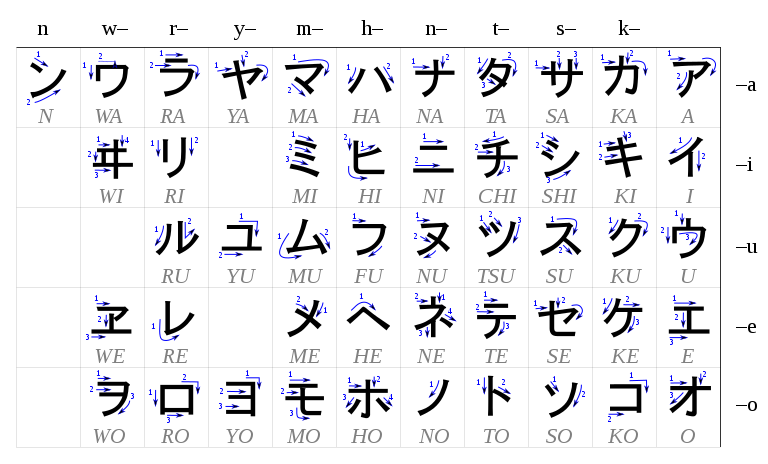 n w– r– y– m– h– n– t– s– k–
ン ワ ラ ヤ マ ハ ナ タ サ カ ア –a
N WA RA YA MA HA NA TA SA KA A
ヰ リ ミ ヒ ニ チ シ キ イ –i
WI RI MI HI NI CHI SHI KI I
ル ユ ム フ ヌ ツ ス ク ウ –u
RU YU MU FU NU TSU SU KU U
ヱ レ メ ヘ ネ テ セ ケ エ –e
WE RE ME HE NE TE SE KE E
ヲ ロ ヨ モ ホ ノ ト ソ コ オ –o
WO RO YO MO HO NO TO SO KO O